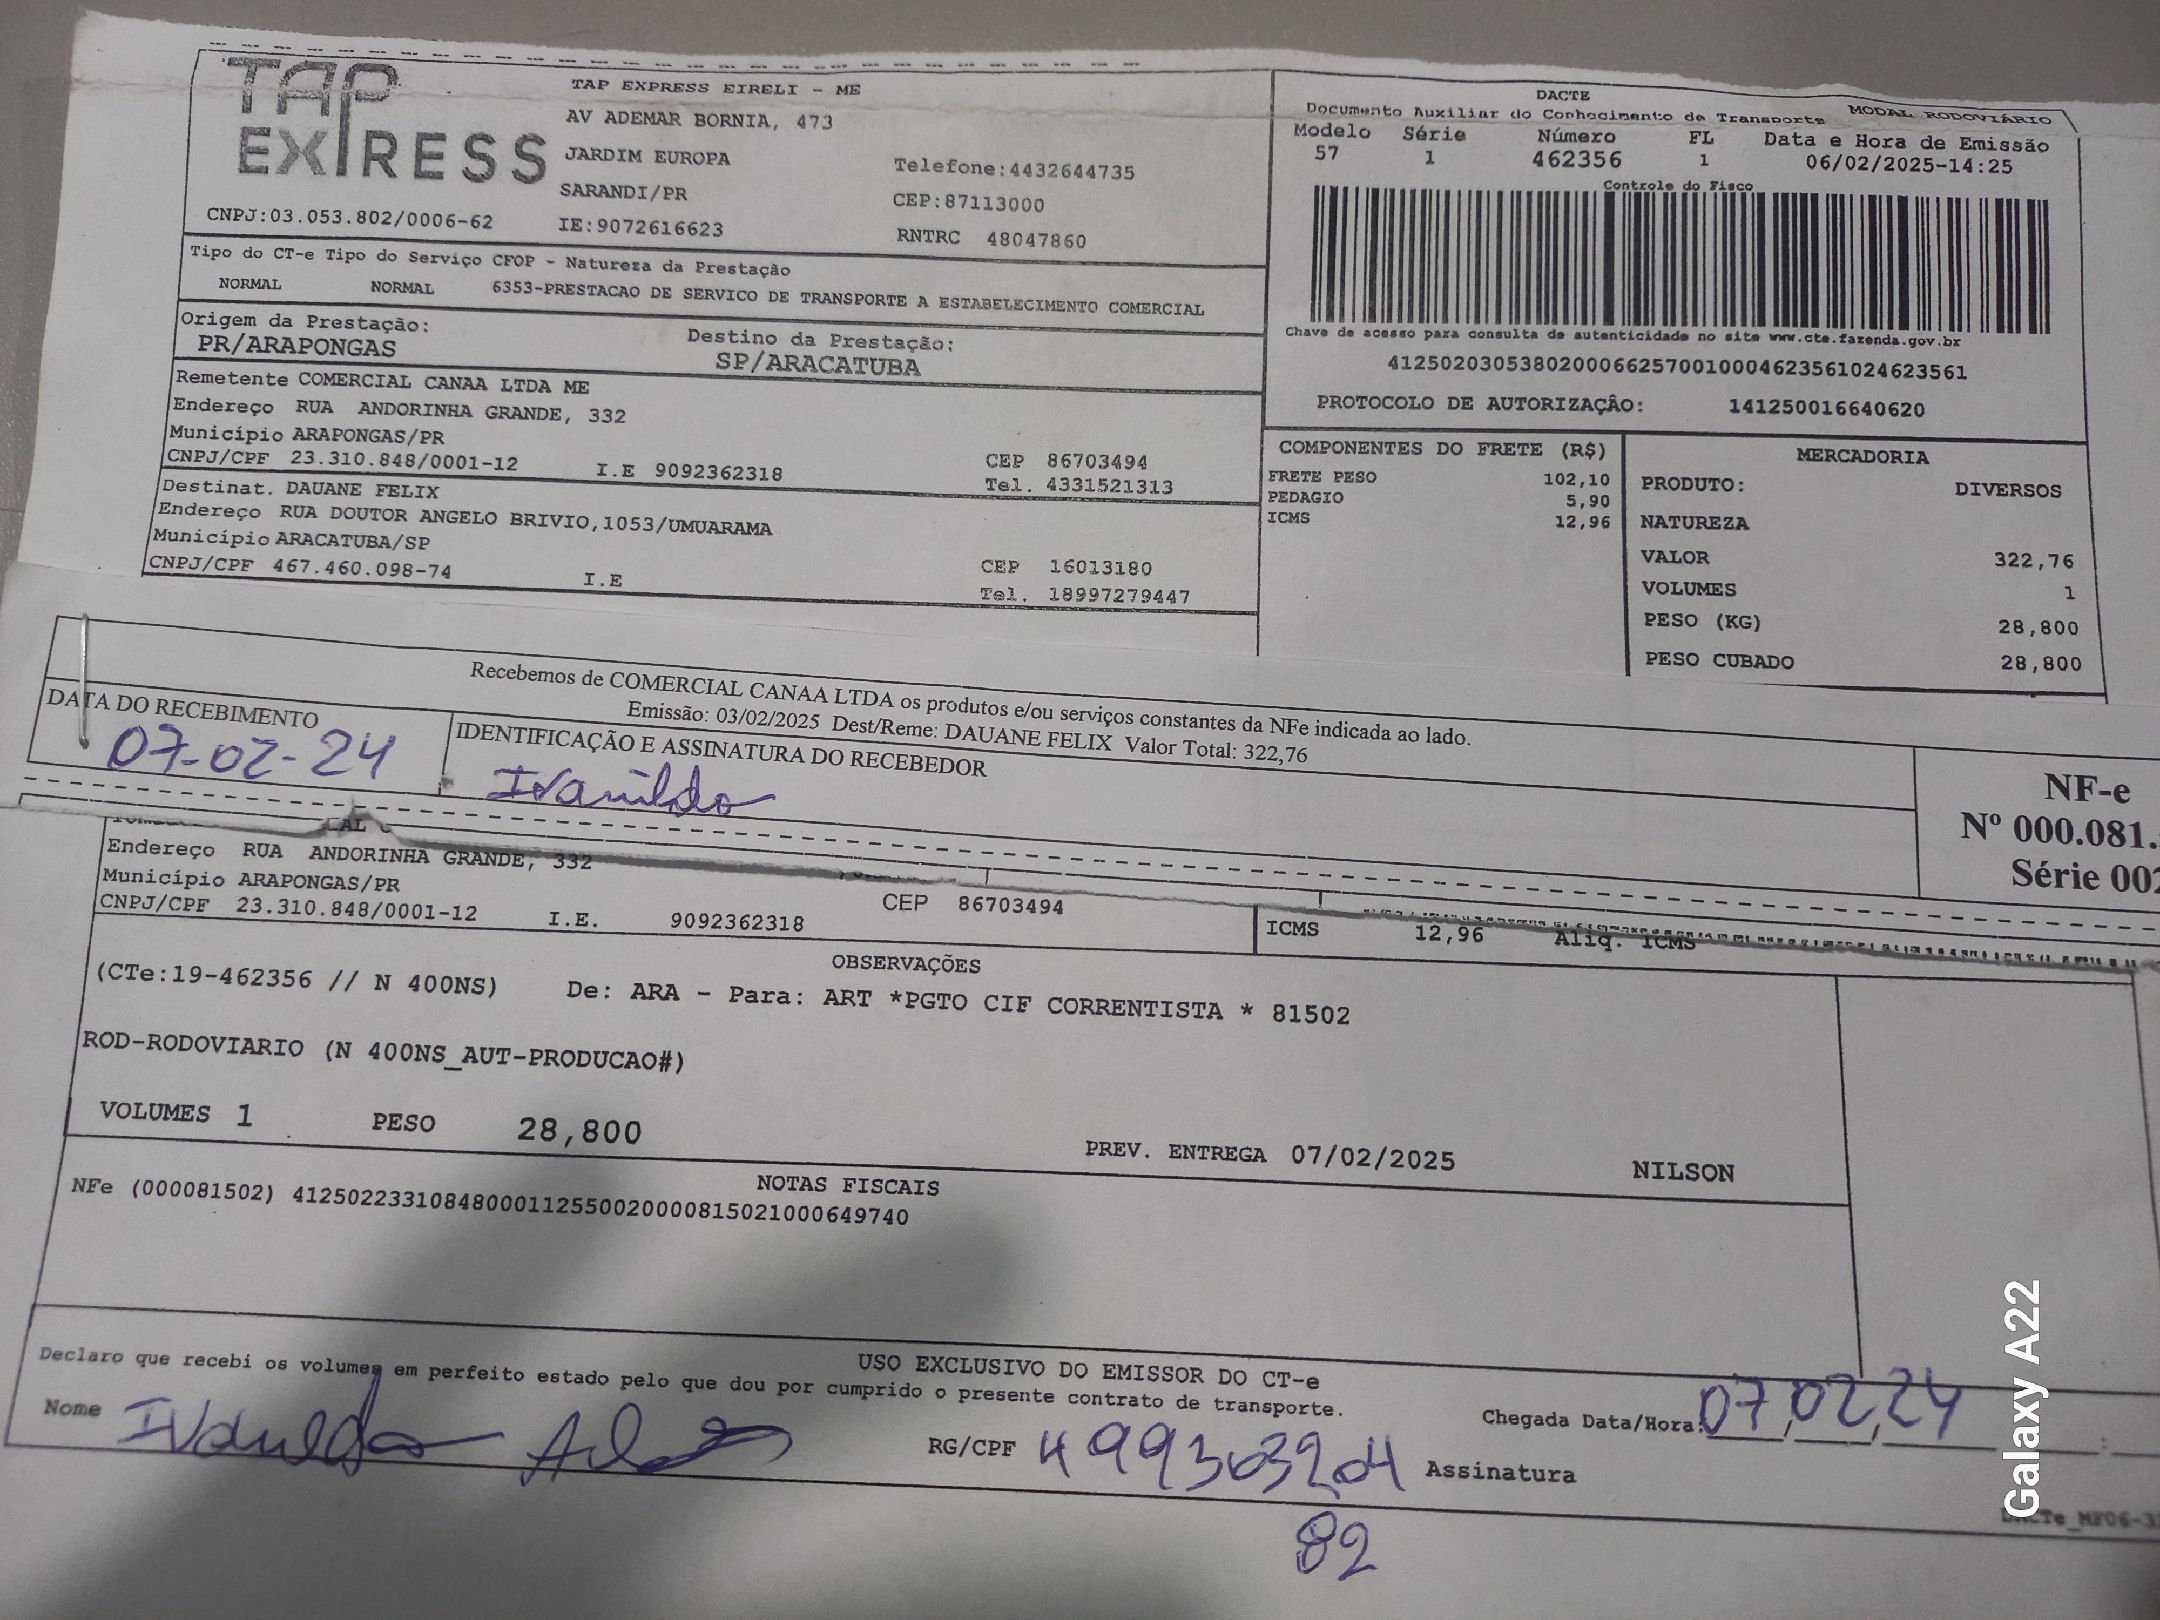 TAP EXPRESS
TAP EXPRESS EIRELI - ME
AV ADEMAR BORNIA, 473
JARDIM EUROPA
Telefone:4432644735
SARANDI/PR
CEP:87113000
CNPJ:03.053.802/0006-62
IE:9072616623
RNTRC 48047860
DACTE
Documento Auxiliar do Conhecimento de Transporte
MODAL RODOVIÁRIO
Modelo Série Número FL Data e Hora de Emissão
57 1 462356 1 06/02/2025-14:25
Controle do Fisco
Chave de acesso para consulta de autenticidade no site www.cte.fazenda.gov.br
41250203053802000662570010004623561024623561
PROTOCOLO DE AUTORIZAÇÂO: 141250016640620
Tipo do CT-e Tipo do Serviço CFOP - Natureza da Prestação
NORMAL NORMAL 6353-PRESTACAO DE SERVICO DE TRANSPORTE A ESTABELECIMENTO COMERCIAL
Origem da Prestação: Destino da Prestação:
PR/ARAPONGAS SP/ARACATUBA
Remetente COMERCIAL CANAA LTDA ME
Endereço RUA ANDORINHA GRANDE, 332
Município ARAPONGAS/PR
CEP 86703494
CNPJ/CPF 23.310.848/0001-12 I.E 9092362318 Tel. 4331521313
Destinat. DAUANE FELIX
Endereço RUA DOUTOR ANGELO BRIVIO,1053/UMUARAMA
Município ARACATUBA/SP
CEP 16013180
CNPJ/CPF 467.460.098-74 I.E Tel. 18997279447
COMPONENTES DO FRETE (R$)
FRETE PESO 102,10
PEDAGIO 5,90
ICMS 12,96
MERCADORIA
PRODUTO: DIVERSOS
NATUREZA
VALOR 322,76
VOLUMES 1
PESO (KG) 28,800
PESO CUBADO 28,800
Recebemos de COMERCIAL CANAA LTDA os produtos e/ou serviços constantes da NFe indicada ao lado.
Emissão: 03/02/2025 Dest/Reme: DAUANE FELIX Valor Total: 322,76
DATA DO RECEBIMENTO
07-02-24
IDENTIFICAÇÃO E ASSINATURA DO RECEBEDOR
Ivanildo
NF-e
Nº 000.081.
Série 002
Endereço RUA ANDORINHA GRANDE, 332
Município ARAPONGAS/PR
CEP 86703494
CNPJ/CPF 23.310.848/0001-12 I.E. 9092362318
ICMS 12,96 Aliq. ICMS
OBSERVAÇÕES
(CTe:19-462356 // N 400NS) De: ARA - Para: ART *PGTO CIF CORRENTISTA * 81502
ROD-RODOVIARIO (N 400NS_AUT-PRODUCAO#)
VOLUMES 1 PESO 28,800
PREV. ENTREGA 07/02/2025 NILSON
NOTAS FISCAIS
NFe (000081502) 41250223310848000112550020000815021000649740
USO EXCLUSIVO DO EMISSOR DO CT-e
Declaro que recebi os volumes em perfeito estado pelo que dou por cumprido o presente contrato de transporte.
Nome Ivanildo
RG/CPF 499363204
Assinatura
Chegada Data/Hora: 07,02,24
82
Galaxy A22